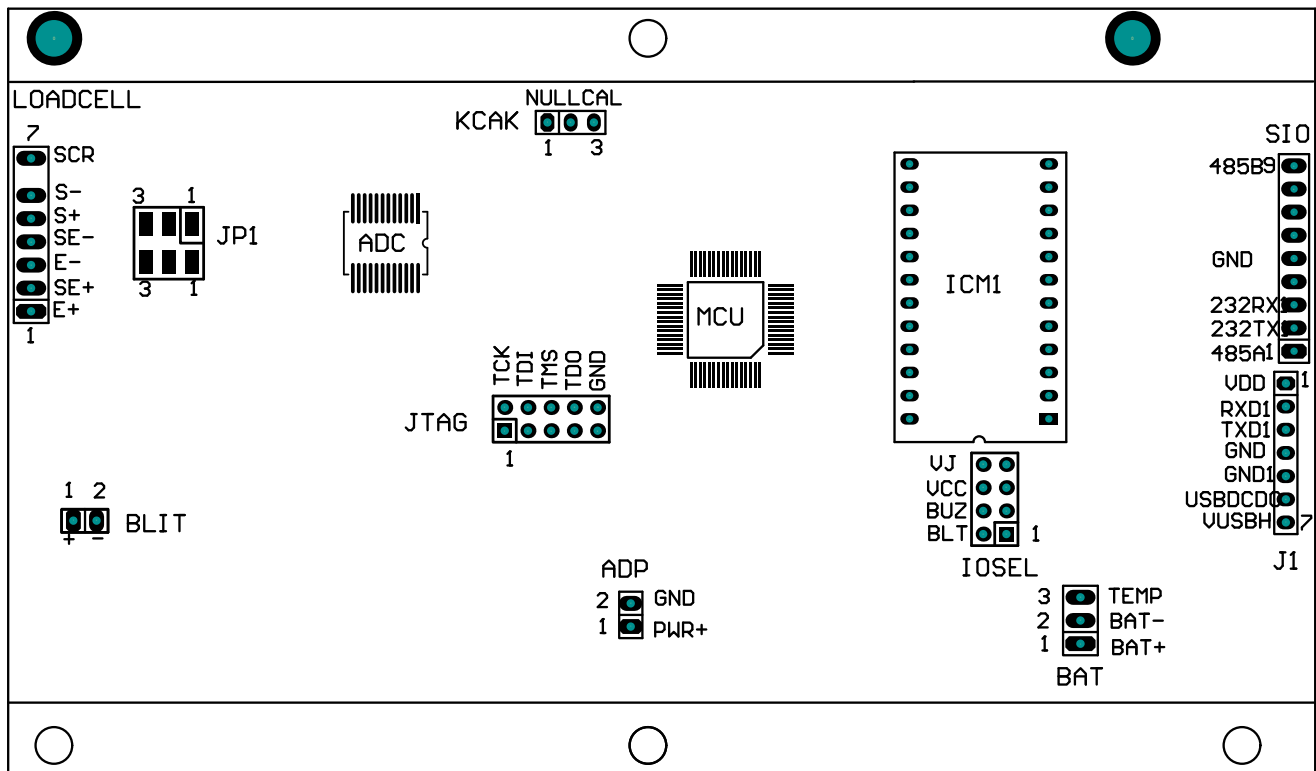 LOADCELL
7
SCR
S-
S+
SE-
E-
SE+
E+
1
3 1
JP1
3 1
ADC
NULLCAL
KCAK
1 3
MCU
ICM1
SIO
485B9
GND
232RX1
232TX1
485A1
VDD 1
RXD1
TXD1
GND
GND1
USBDCDC
VUSBH 7
J1
TCK
TDI
TMS
TDO
GND
JTAG
1
VJ
VCC
BUZ
BLT 1
IOSEL
1 2
BLIT
+ -
ADP
2 GND
1 PWR+
3 TEMP
2 BAT-
1 BAT+
BAT